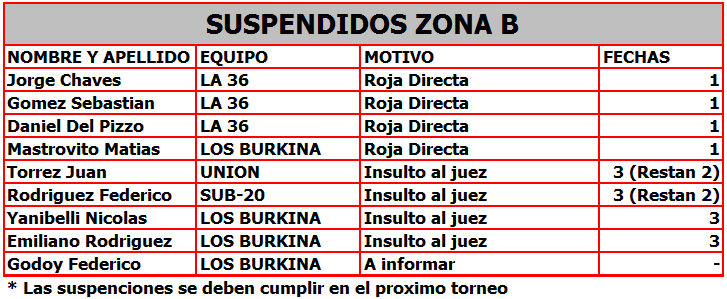 SUSPENDIDOS ZONA B
NOMBRE Y APELLIDO EQUIPO MOTIVO FECHAS
Jorge Chaves LA 36 Roja Directa 1
Gomez Sebastian LA 36 Roja Directa 1
Daniel Del Pizzo LA 36 Roja Directa 1
Mastrovito Matias LOS BURKINA Roja Directa 1
Torrez Juan UNION Insulto al juez 3 (Restan 2)
Rodriguez Federico SUB-20 Insulto al juez 3 (Restan 2)
Yanibelli Nicolas LOS BURKINA Insulto al juez 3
Emiliano Rodriguez LOS BURKINA Insulto al juez 3
Godoy Federico LOS BURKINA A informar -
* Las suspenciones se deben cumplir en el proximo torneo